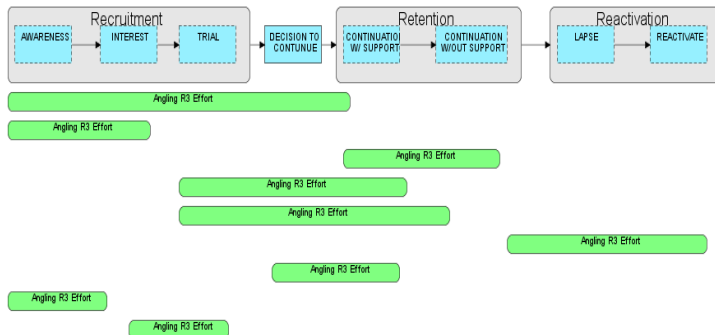 Recruitment
Retention
Reactivation
AWARENESS
INTEREST
TRIAL
DECISION TO
CONTUNUE
CONTINUATION
W/ SUPPORT
CONTINUATION
W/OUT SUPPORT
LAPSE
REACTIVATE
Angling R3 Effort
Angling R3 Effort
Angling R3 Effort
Angling R3 Effort
Angling R3 Effort
Angling R3 Effort
Angling R3 Effort
Angling R3 Effort
Angling R3 Effort